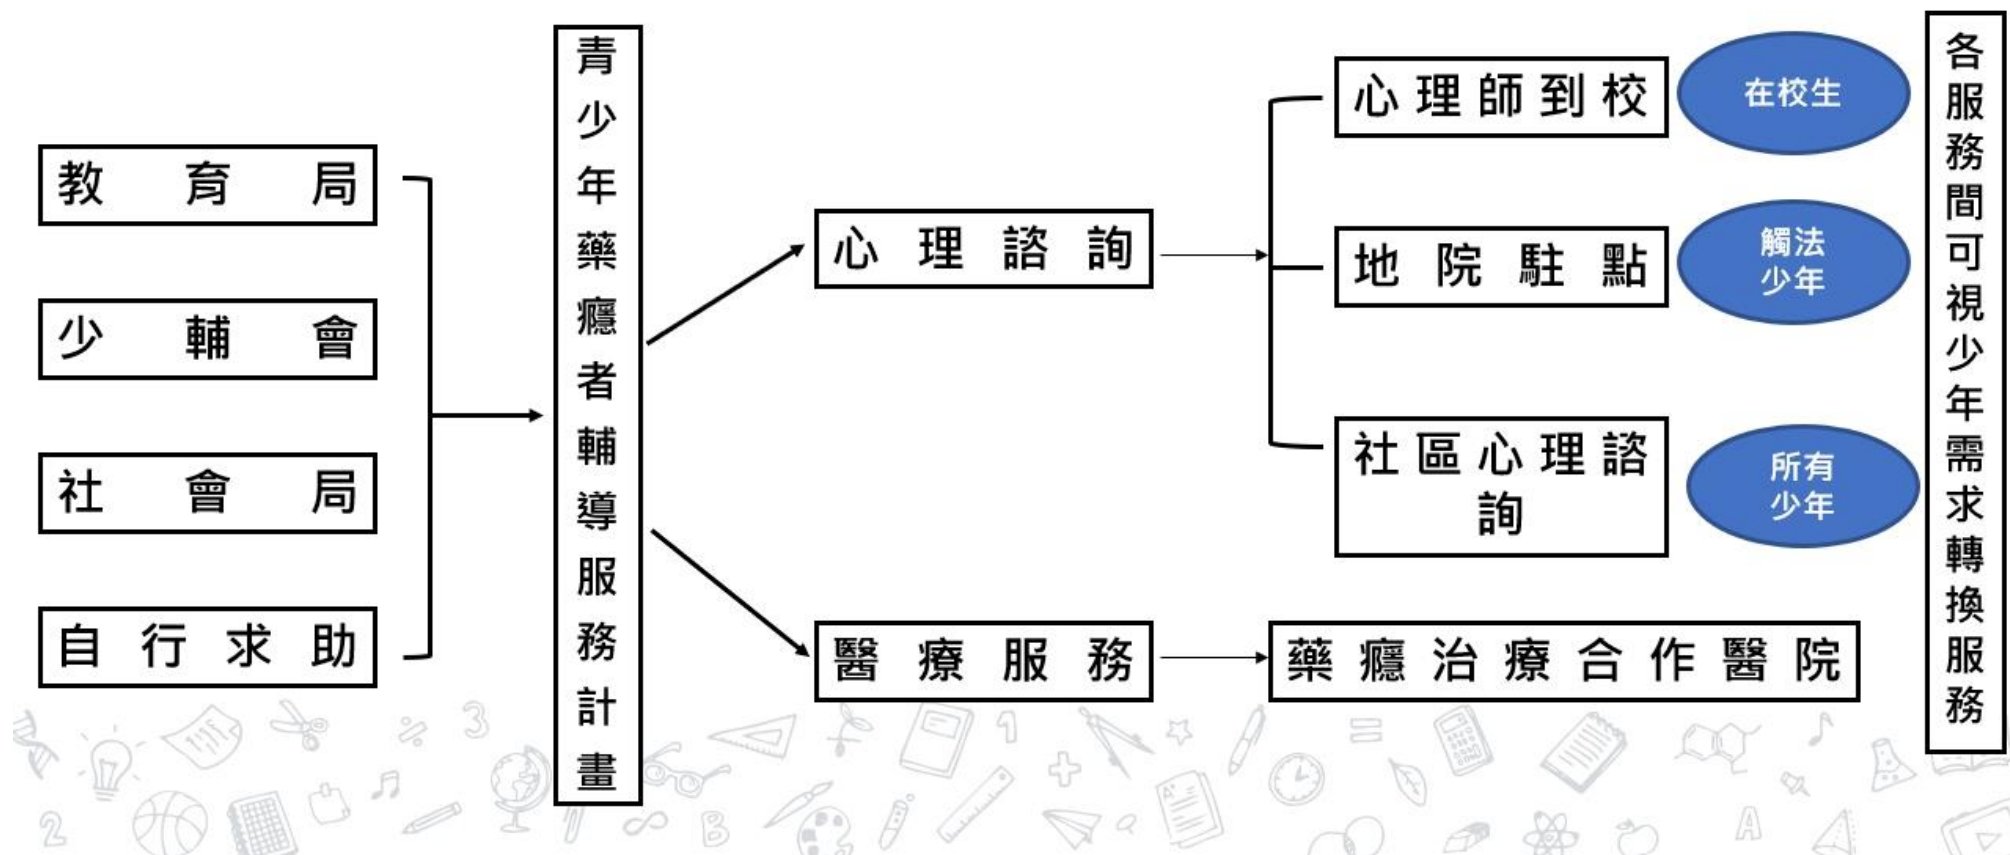 教育局
少輔會
社會局
自行求助
青少年藥癮者輔導服務計畫
心理諮詢
醫療服務
心理師到校
在校生
地院駐點
觸法
少年
社區心理諮
詢
所有
少年
藥癮治療合作醫院
各服務間可視少年需求轉換服務